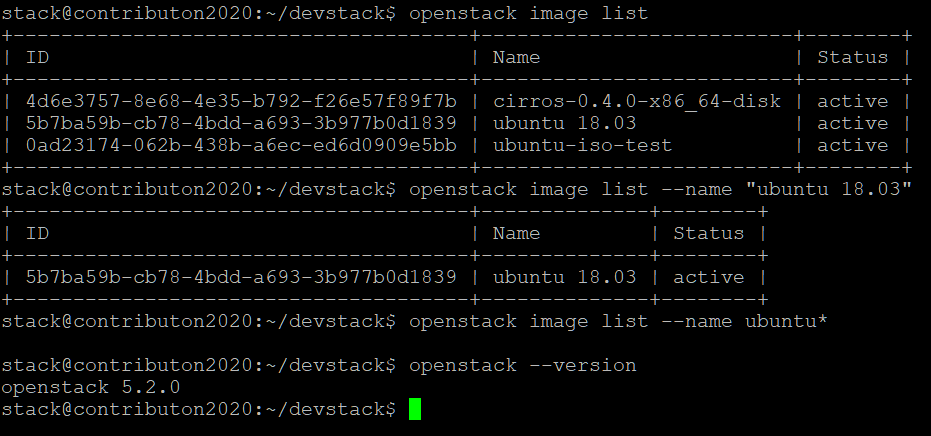 stack@contributon2020:~/devstack$ openstack image list
+--------------------------------------+--------------------------+--------+
| ID                                   | Name                     | Status |
+--------------------------------------+--------------------------+--------+
| 4d6e3757-8e68-4e35-b792-f26e57f89f7b | cirros-0.4.0-x86_64-disk | active |
| 5b7ba59b-cb78-4bdd-a693-3b977b0d1839 | ubuntu 18.03             | active |
| 0ad23174-062b-438b-a6ec-ed6d0909e5bb | ubuntu-iso-test          | active |
+--------------------------------------+--------------------------+--------+
stack@contributon2020:~/devstack$ openstack image list --name "ubuntu 18.03"
+--------------------------------------+--------------+--------+
| ID                                   | Name         | Status |
+--------------------------------------+--------------+--------+
| 5b7ba59b-cb78-4bdd-a693-3b977b0d1839 | ubuntu 18.03 | active |
+--------------------------------------+--------------+--------+
stack@contributon2020:~/devstack$ openstack image list --name ubuntu*

stack@contributon2020:~/devstack$ openstack --version
openstack 5.2.0
stack@contributon2020:~/devstack$